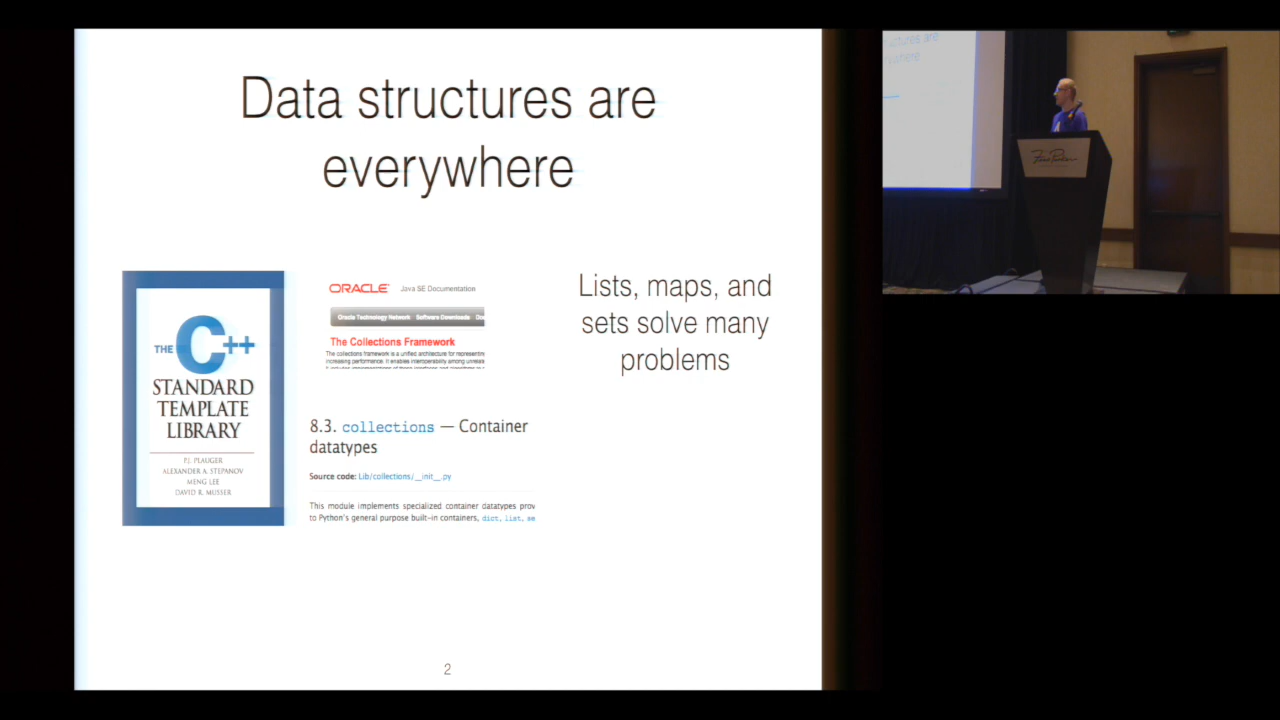 Data structures are
everywhere
THE C++
STANDARD
TEMPLATE
LIBRARY
P.J. PLAUGER
ALEXANDER A. STEPANOV
MENG LEE
DAVID R. MUSSER
ORACLE Java SE Documentation
Oracle Technology Network Software Downloads Doc
The Collections Framework
The collections framework is a unified architecture for representing
increasing performance. It enables interoperability among unrelate
8.3. collections — Container
datatypes
Source code: Lib/collections/__init__.py
This module implements specialized container datatypes prov
to Python's general purpose built-in containers, dict, list, se
Lists, maps, and
sets solve many
problems
2